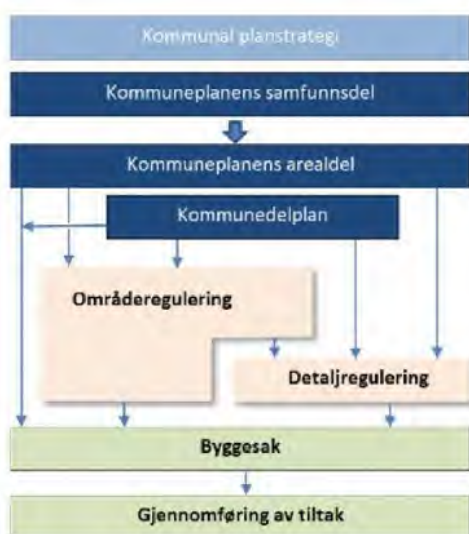 Kommunal planstrategi
Kommuneplanens samfunnsdel
Kommuneplanens arealdel
Kommunedelplan
Områderegulering
Detaljregulering
Byggesak
Gjennomføring av tiltak